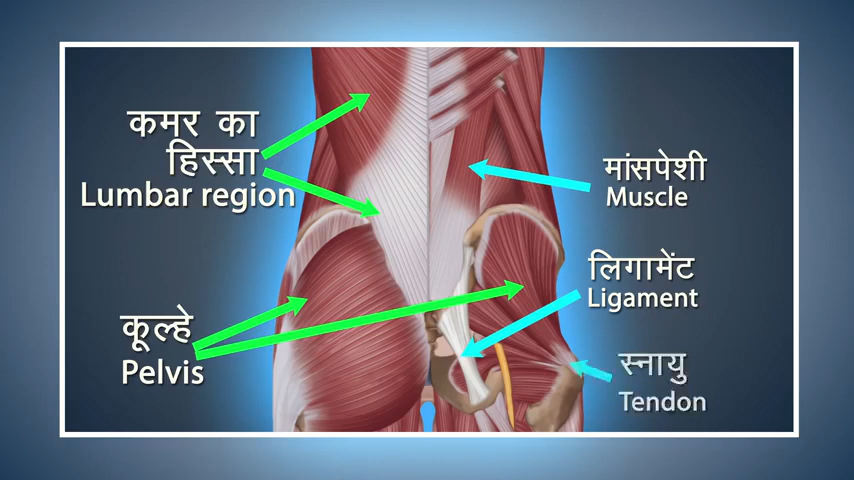 कमर का
हिस्सा
Lumbar region
कूल्हे
Pelvis
मांसपेशी
Muscle
लिगामेंट
Ligament
स्नायु
Tendon